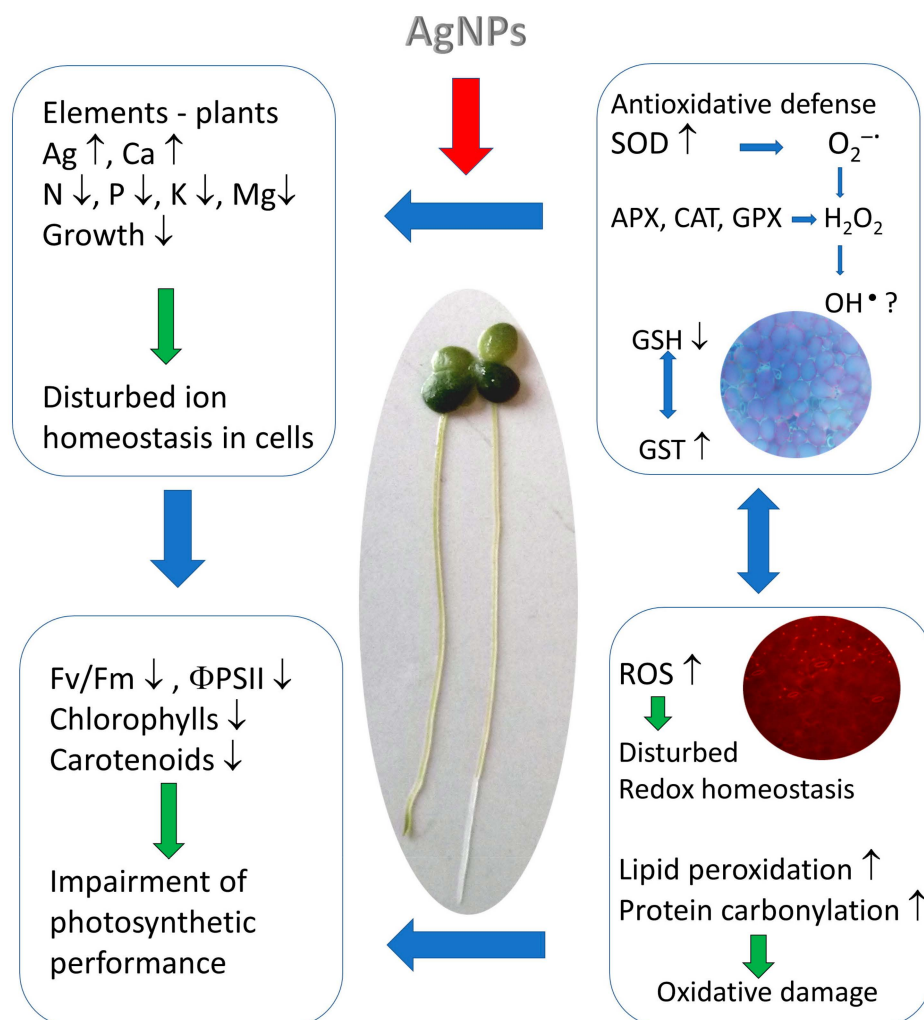 AgNPs
Elements - plants
Ag ↑, Ca ↑
N ↓, P ↓, K ↓, Mg↓
Growth ↓
Disturbed ion
homeostasis in cells
Antioxidative defense
SOD ↑ → O₂⁻·
APX, CAT, GPX → H₂O₂
OH• ?
GSH ↓
GST ↑
Fv/Fm ↓ , ΦPSII ↓
Chlorophylls ↓
Carotenoids ↓
Impairment of
photosynthetic
performance
ROS ↑
Disturbed
Redox homeostasis
Lipid peroxidation ↑
Protein carbonylation ↑
Oxidative damage